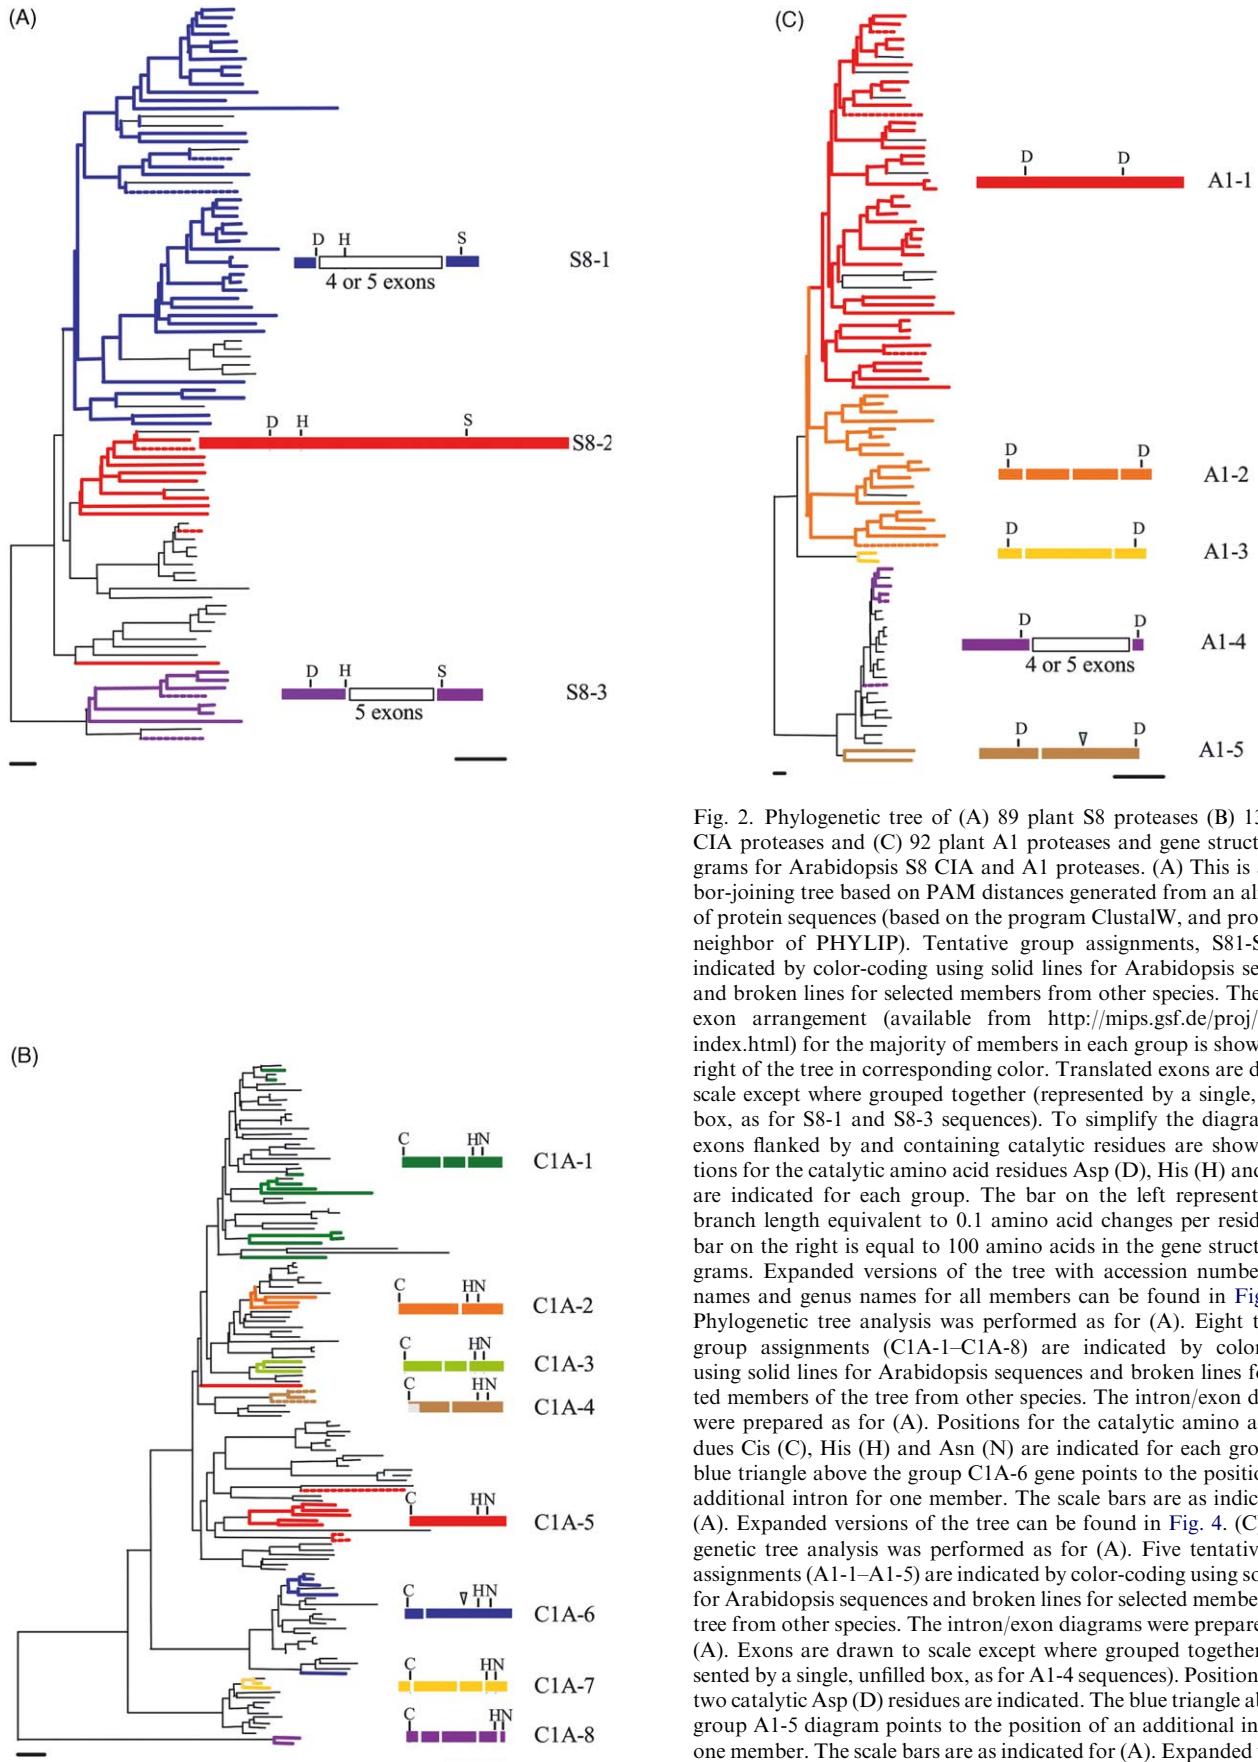 (A)
D H S
S8-1
4 or 5 exons
D H S
S8-2
D H S
S8-3
5 exons
(C)
D D
A1-1
D D
A1-2
D D
A1-3
D D
A1-4
4 or 5 exons
D D
A1-5
(B)
C HN
C1A-1
C HN
C1A-2
C HN
C1A-3
C HN
C1A-4
C HN
C1A-5
C HN
C1A-6
C HN
C1A-7
C HN
C1A-8
Fig. 2. Phylogenetic tree of (A) 89 plant S8 proteases (B) 13
CIA proteases and (C) 92 plant A1 proteases and gene struct
grams for Arabidopsis S8 CIA and A1 proteases. (A) This is
bor-joining tree based on PAM distances generated from an al
of protein sequences (based on the program ClustalW, and pro
neighbor of PHYLIP). Tentative group assignments, S81-S
indicated by color-coding using solid lines for Arabidopsis se
and broken lines for selected members from other species. The
exon arrangement (available from http://mips.gsf.de/proj/
index.html) for the majority of members in each group is show
right of the tree in corresponding color. Translated exons are d
scale except where grouped together (represented by a single,
box, as for S8-1 and S8-3 sequences). To simplify the diagra
exons flanked by and containing catalytic residues are show
tions for the catalytic amino acid residues Asp (D), His (H) and
are indicated for each group. The bar on the left represent
branch length equivalent to 0.1 amino acid changes per resid
bar on the right is equal to 100 amino acids in the gene struct
grams. Expanded versions of the tree with accession numbe
names and genus names for all members can be found in Fig
Phylogenetic tree analysis was performed as for (A). Eight t
group assignments (C1A-1–C1A-8) are indicated by color
using solid lines for Arabidopsis sequences and broken lines fo
ted members of the tree from other species. The intron/exon d
were prepared as for (A). Positions for the catalytic amino a
dues Cis (C), His (H) and Asn (N) are indicated for each gro
blue triangle above the group C1A-6 gene points to the positio
additional intron for one member. The scale bars are as indic
(A). Expanded versions of the tree can be found in Fig. 4. (C
genetic tree analysis was performed as for (A). Five tentativ
assignments (A1-1–A1-5) are indicated by color-coding using so
for Arabidopsis sequences and broken lines for selected membe
tree from other species. The intron/exon diagrams were prepare
(A). Exons are drawn to scale except where grouped together
sented by a single, unfilled box, as for A1-4 sequences). Position
two catalytic Asp (D) residues are indicated. The blue triangle a
group A1-5 diagram points to the position of an additional in
one member. The scale bars are as indicated for (A). Expanded